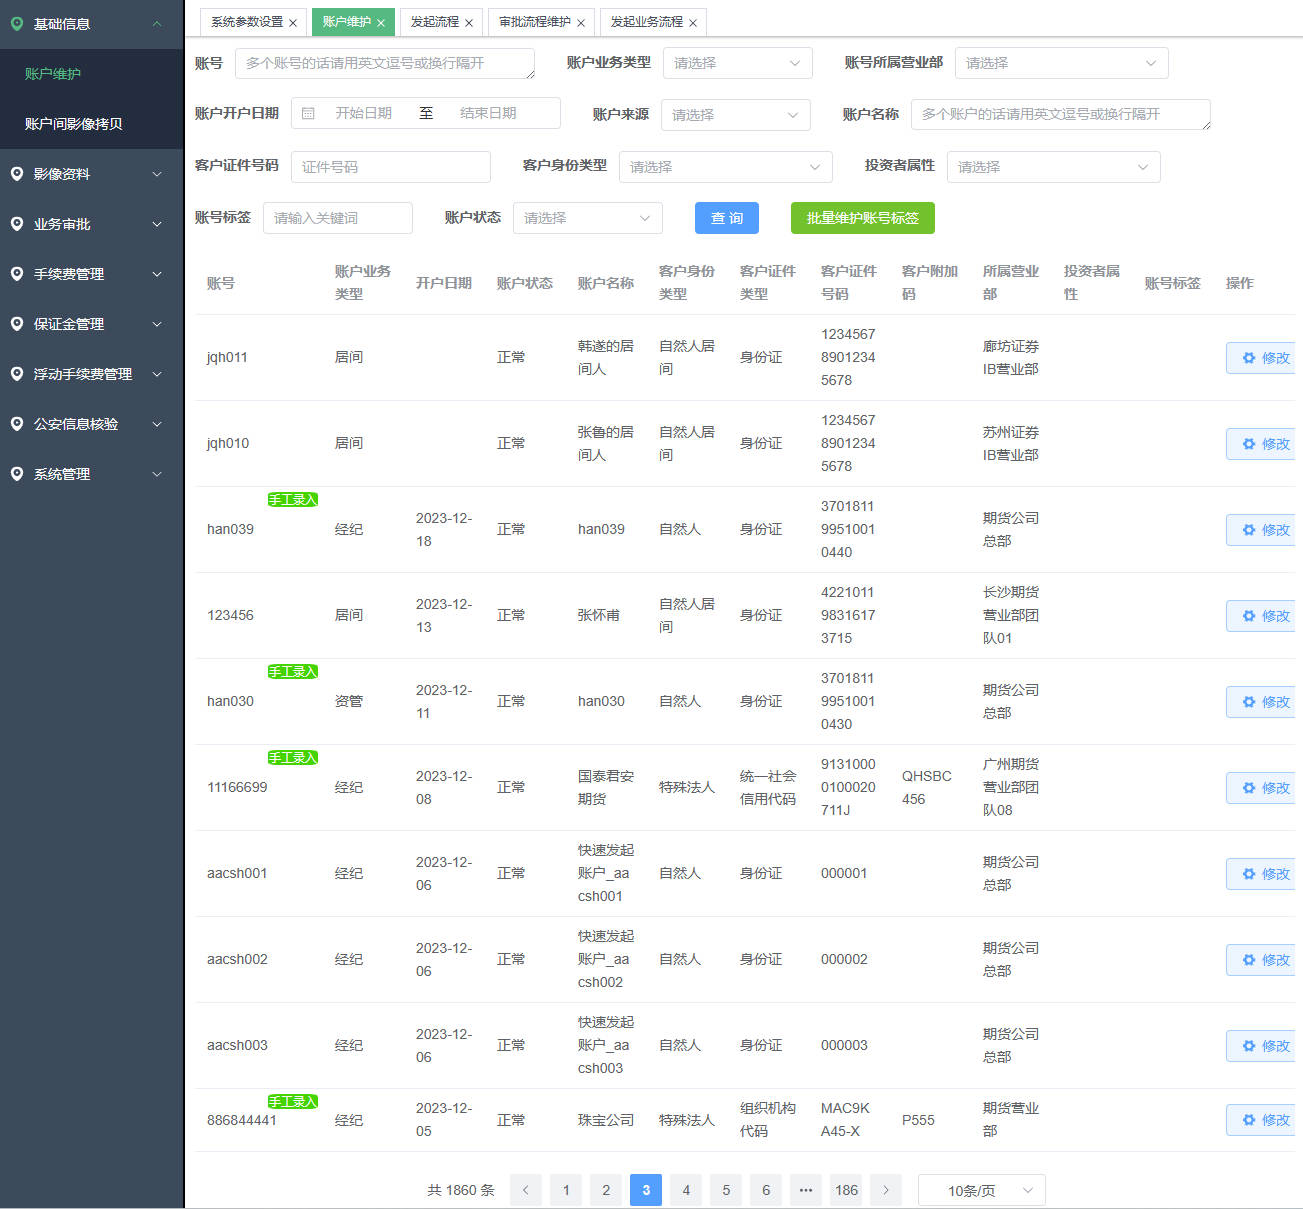 基础信息
账户维护
账户间影像拷贝
影像资料
业务审批
手续费管理
保证金管理
浮动手续费管理
公安信息核验
系统管理
系统参数设置 × 账户维护 × 发起流程 × 审批流程维护 × 发起业务流程 ×
账号 多个账号的话请用英文逗号或换行隔开 账户业务类型 请选择 账号所属营业部 请选择
账户开户日期 开始日期 至 结束日期 账户来源 请选择 账户名称 多个账户的话请用英文逗号或换行隔开
客户证件号码 证件号码 客户身份类型 请选择 投资者属性 请选择
账号标签 请输入关键词 账户状态 请选择 查 询 批量维护账号标签
账号 账户业务 开户日期 账户状态 账户名称 客户身份 客户证件 客户证件 客户附加 所属营业 投资者属 账号标签 操作
类型 类型 类型 号码 码 部 性
1234567
jqh011 居间 正常 韩遂的居 自然人居 身份证 8901234 廊坊证券 修改
间人 间 5678 IB营业部
1234567
jqh010 居间 正常 张鲁的居 自然人居 身份证 8901234 苏州证券 修改
间人 间 5678 IB营业部
手工录入 3701811
han039 经纪 2023-12- 正常 han039 自然人 身份证 9951001 期货公司 修改
18 0440 总部
4221011 长沙期货
123456 居间 2023-12- 正常 张怀甫 自然人居 身份证 9831617 营业部团 修改
13 间 3715 队01
手工录入 3701811
han030 资管 2023-12- 正常 han030 自然人 身份证 9951001 期货公司 修改
11 0430 总部
手工录入 9131000 广州期货
11166699 经纪 2023-12- 正常 国泰君安 特殊法人 统一社会 0100020 QHSBC 营业部团 修改
08 期货 信用代码 711J 456 队08
快速发起
aacsh001 经纪 2023-12- 正常 账户_aa 自然人 身份证 000001 期货公司 修改
06 csh001 总部
快速发起
aacsh002 经纪 2023-12- 正常 账户_aa 自然人 身份证 000002 期货公司 修改
06 csh002 总部
快速发起
aacsh003 经纪 2023-12- 正常 账户_aa 自然人 身份证 000003 期货公司 修改
06 csh003 总部
手工录入
886844441 经纪 2023-12- 正常 珠宝公司 特殊法人 组织机构 MAC9K P555 期货营业 修改
05 代码 A45-X 部
共 1860 条 < 1 2 3 4 5 6 ••• 186 > 10条/页